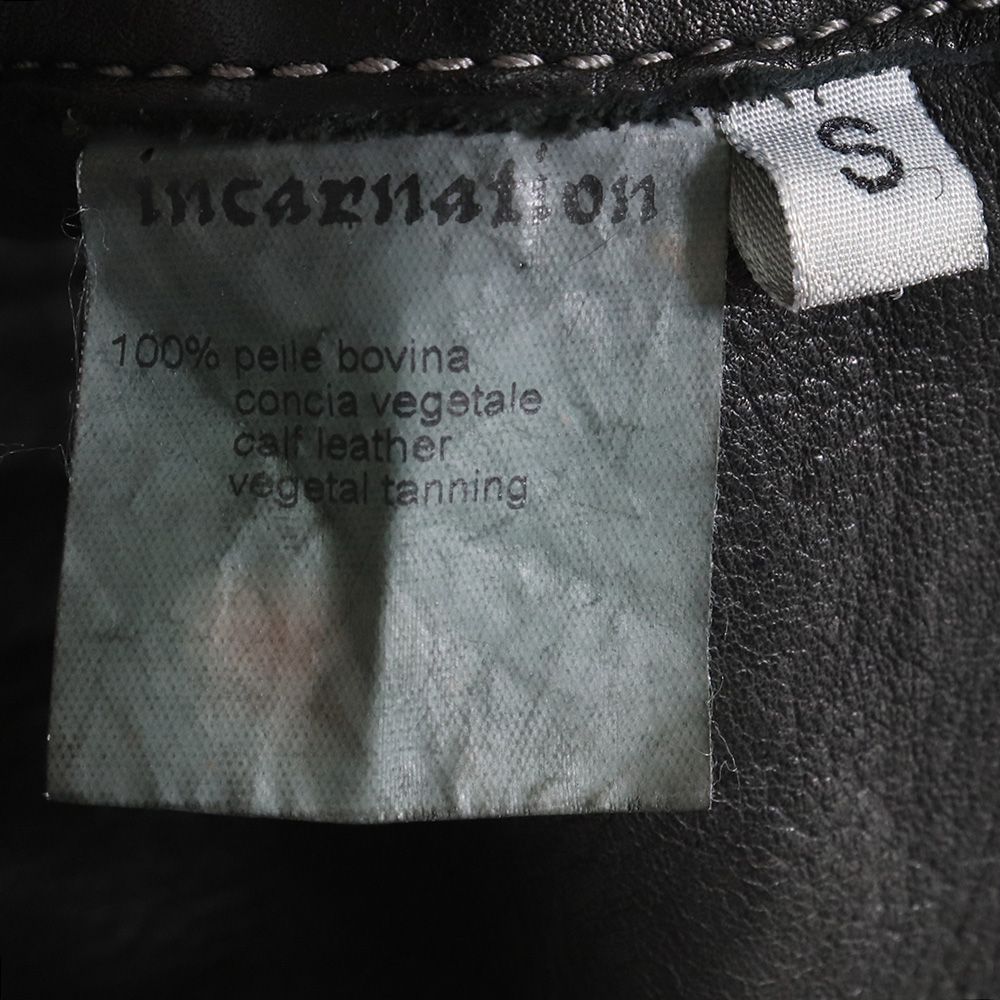 incarnation
S
100% pelle bovina
concia vegetale
calf leather
vegetal tanning